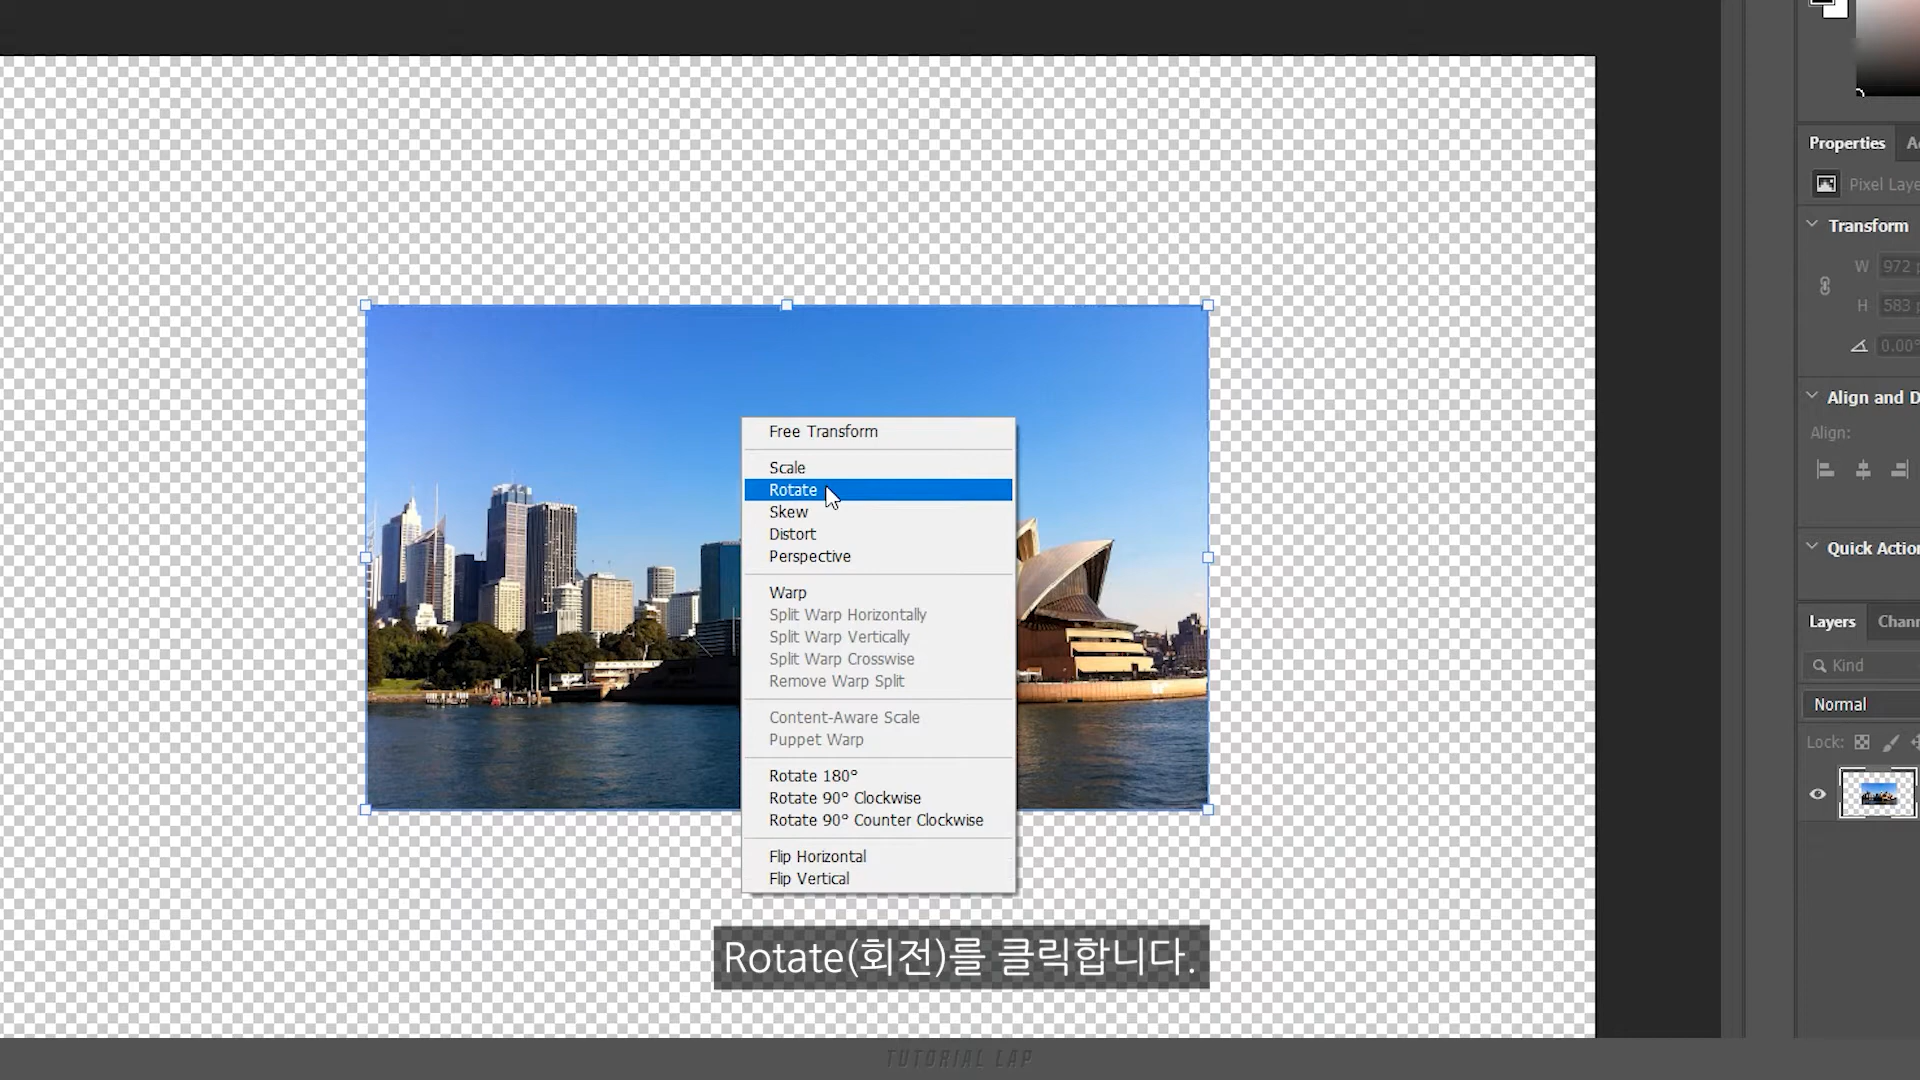 Properties
Pixel Laye
Transform
W 972 p
H 583 p
0.00°
Align and D
Align:
Quick Action
Layers Chann
Kind
Normal
Lock:
Free Transform
Scale
Rotate
Skew
Distort
Perspective
Warp
Split Warp Horizontally
Split Warp Vertically
Split Warp Crosswise
Remove Warp Split
Content-Aware Scale
Puppet Warp
Rotate 180°
Rotate 90° Clockwise
Rotate 90° Counter Clockwise
Flip Horizontal
Flip Vertical
Rotate(회전)를 클릭합니다.
TUTORIAL LAP